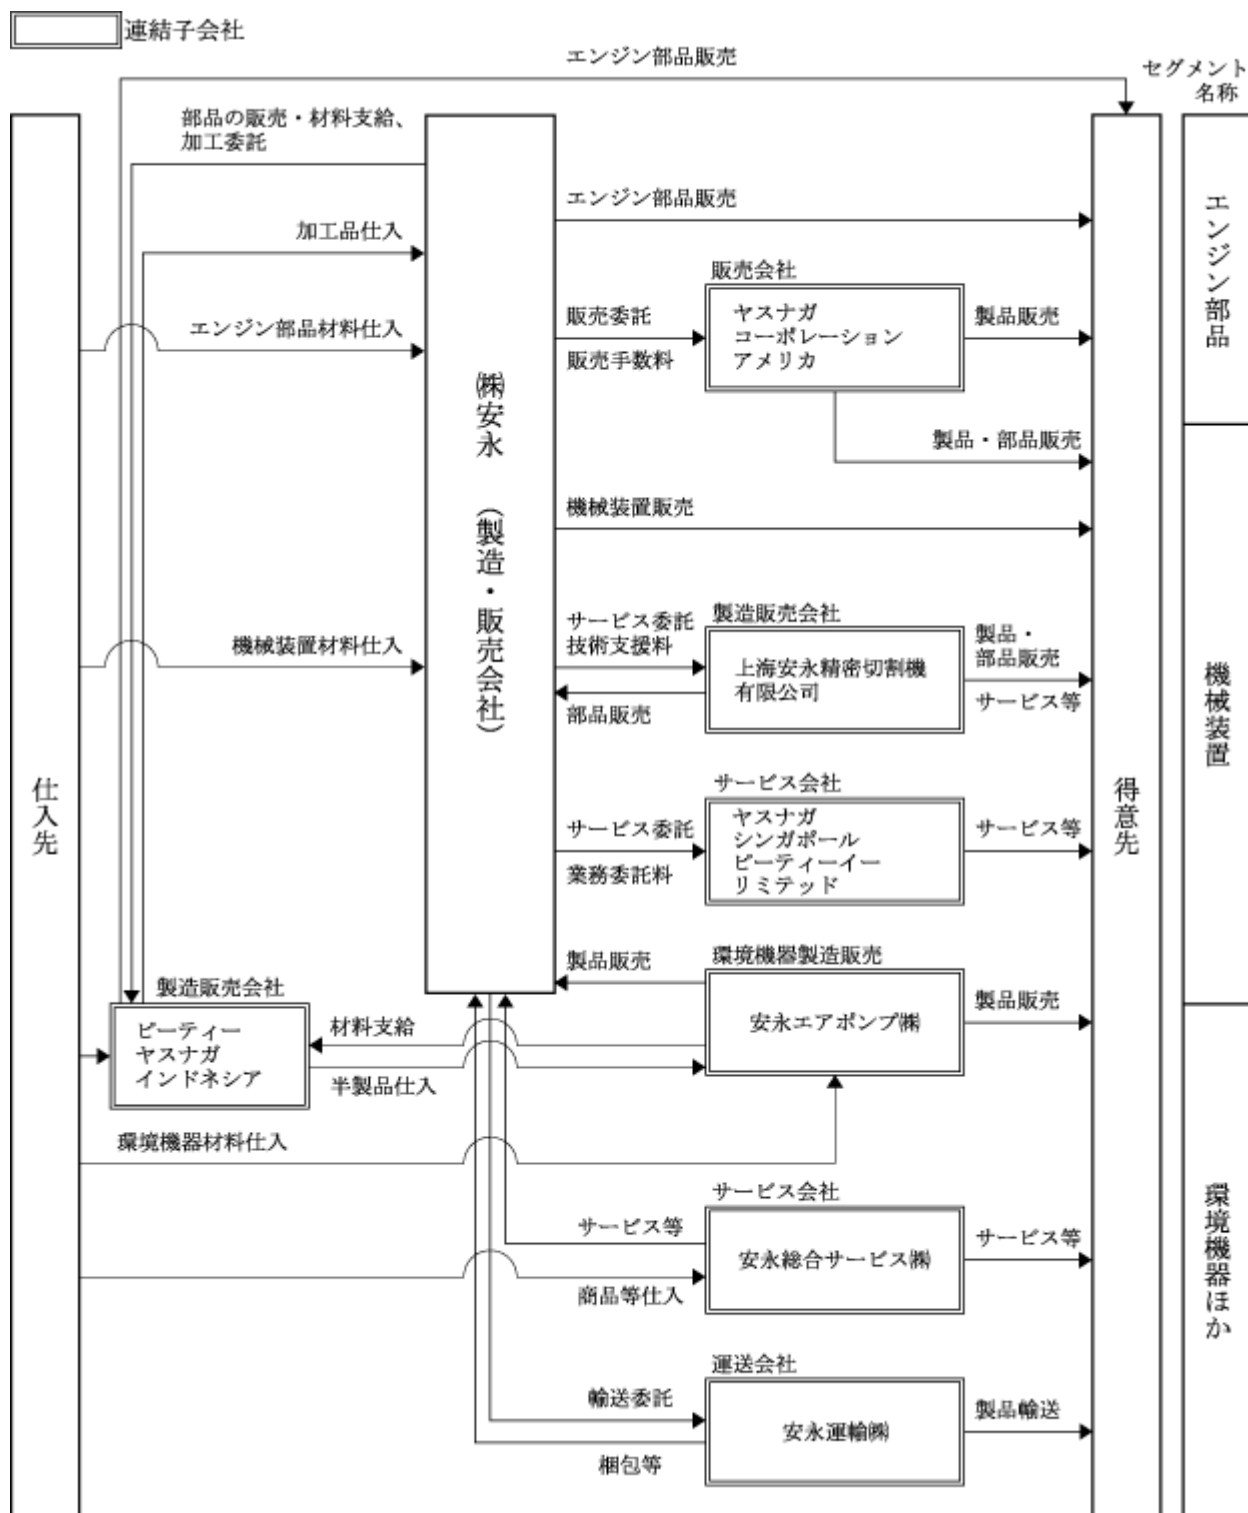 連結子会社
エンジン部品販売
セグメント
名称
部品の販売・材料支給、
加工委託
エンジン部品販売
加工品仕入
販売会社
ヤスナガ
コーポレーション
アメリカ
販売委託
販売手数料
製品販売
エンジン部品材料仕入
エンジン部品
製品・部品販売
㈱安永 (製造・販売会社)
機械装置販売
製造販売会社
サービス委託
技術支援料
上海安永精密切割機
有限公司
製品・
部品販売
サービス等
部品販売
機械装置材料仕入
機械装置
仕入先
得意先
サービス会社
サービス委託
業務委託料
ヤスナガ
シンガポール
ピーティーイー
リミテッド
サービス等
環境機器製造販売
製品販売
安永エアポンプ㈱
製品販売
製造販売会社
ピーティー
ヤスナガ
インドネシア
材料支給
半製品仕入
環境機器材料仕入
サービス会社
サービス等
安永総合サービス㈱
サービス等
商品等仕入
環境機器ほか
運送会社
輸送委託
安永運輸㈱
製品輸送
梱包等